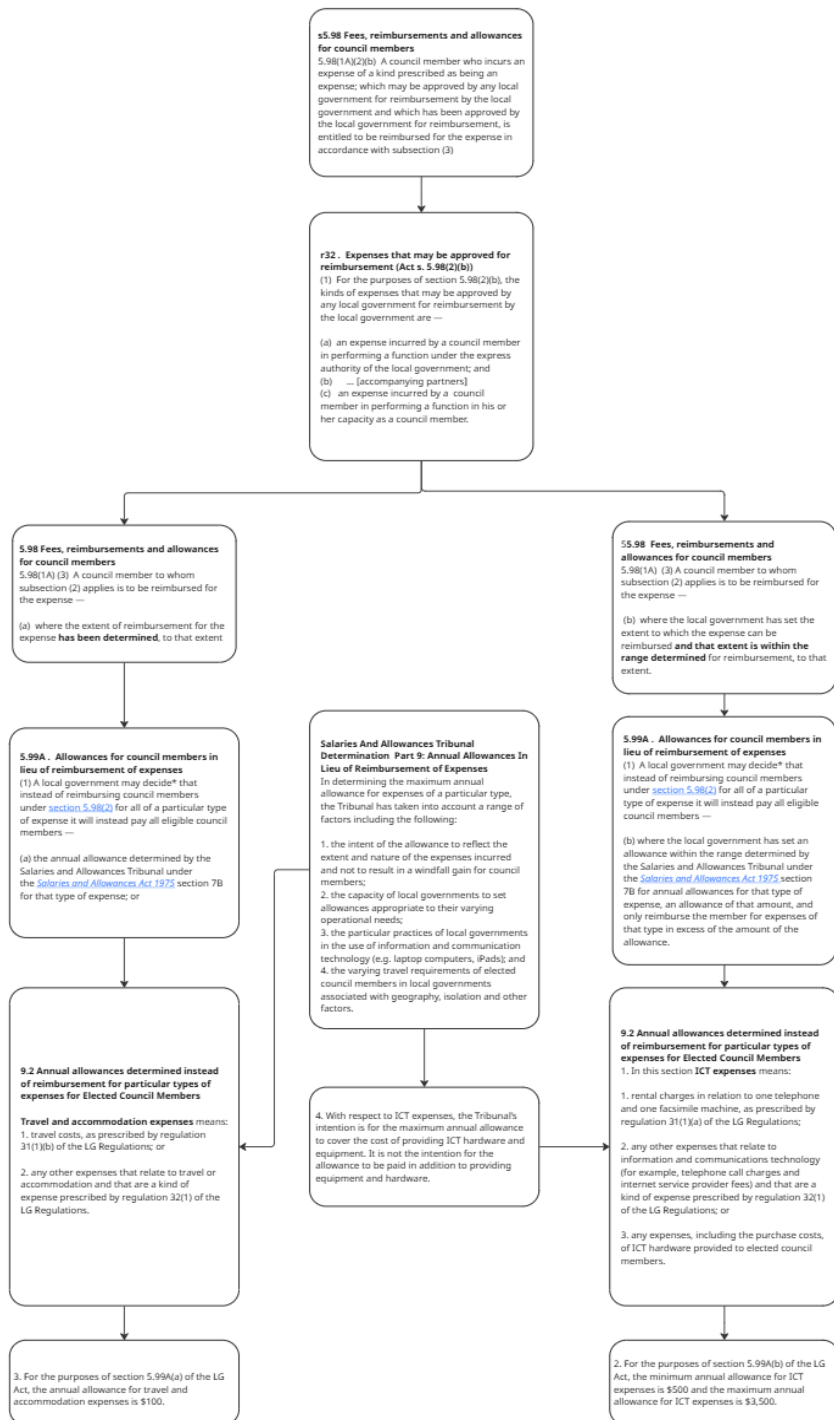 s5.98 Fees, reimbursements and allowances
for council members
5.98(1A)(2)(b) A council member who incurs an
expense of a kind prescribed as being an
expense; which may be approved by any local
government for reimbursement by the local
government and which has been approved by
the local government for reimbursement, is
entitled to be reimbursed for the expense in
accordance with subsection (3)
r32 . Expenses that may be approved for
reimbursement (Act s. 5.98(2)(b))
(1) For the purposes of section 5.98(2)(b), the
kinds of expenses that may be approved by
any local government for reimbursement by
the local government are —
(a) an expense incurred by a council member
in performing a function under the express
authority of the local government; and
(b) ... [accompanying partners]
(c) an expense incurred by a council
member in performing a function in his or
her capacity as a council member.
5.98 Fees, reimbursements and allowances
for council members
5.98(1A) (3) A council member to whom
subsection (2) applies is to be reimbursed for
the expense —
(a) where the extent of reimbursement for the
expense has been determined, to that extent
55.98 Fees, reimbursements and
allowances for council members
5.98(1A) (3) A council member to whom
subsection (2) applies is to be reimbursed for
the expense —
(b) where the local government has set the
extent to which the expense can be
reimbursed and that extent is within the
range determined for reimbursement, to that
extent.
5.99A . Allowances for council members in
lieu of reimbursement of expenses
(1) A local government may decide* that
instead of reimbursing council members
under section 5.98(2) for all of a particular type
of expense it will instead pay all eligible council
members —
(a) the annual allowance determined by the
Salaries and Allowances Tribunal under
the Salaries and Allowances Act 1975 section 7B
for that type of expense; or
Salaries And Allowances Tribunal
Determination Part 9: Annual Allowances In
Lieu of Reimbursement of Expenses
In determining the maximum annual
allowance for expenses of a particular type,
the Tribunal has taken into account a range of
factors including the following:
1. the intent of the allowance to reflect the
extent and nature of the expenses incurred
and not to result in a windfall gain for council
members;
2. the capacity of local governments to set
allowances appropriate to their varying
operational needs;
3. the particular practices of local governments
in the use of information and communication
technology (e.g. laptop computers, iPads); and
4. the varying travel requirements of elected
council members in local governments
associated with geography, isolation and other
factors.
5.99A . Allowances for council members in
lieu of reimbursement of expenses
(1) A local government may decide* that
instead of reimbursing council members
under section 5.98(2) for all of a particular
type of expense it will instead pay all eligible
council members —
(b) where the local government has set an
allowance within the range determined by
the Salaries and Allowances Tribunal under
the Salaries and Allowances Act 1975 section
7B for annual allowances for that type of
expense, an allowance of that amount, and
only reimburse the member for expenses of
that type in excess of the amount of the
allowance.
9.2 Annual allowances determined instead
of reimbursement for particular types of
expenses for Elected Council Members
Travel and accommodation expenses means:
1. travel costs, as prescribed by regulation
31(1)(b) of the LG Regulations; or
2. any other expenses that relate to travel or
accommodation and that are a kind of
expense prescribed by regulation 32(1) of
the LG Regulations.
4. With respect to ICT expenses, the Tribunal's
intention is for the maximum annual allowance
to cover the cost of providing ICT hardware and
equipment. It is not the intention for the
allowance to be paid in addition to providing
equipment and hardware.
9.2 Annual allowances determined instead
of reimbursement for particular types of
expenses for Elected Council Members
1. In this section ICT expenses means:
1. rental charges in relation to one telephone
and one facsimile machine, as prescribed by
regulation 31(1)(a) of the LG Regulations;
2. any other expenses that relate to
information and communications technology
(for example, telephone call charges and
internet service provider fees) and that are a
kind of expense prescribed by regulation 32(1)
of the LG Regulations; or
3. any expenses, including the purchase costs,
of ICT hardware provided to elected council
members.
3. For the purposes of section 5.99A(a) of the LG
Act, the annual allowance for travel and
accommodation expenses is $100.
2. For the purposes of section 5.99A(b) of the LG
Act, the minimum annual allowance for ICT
expenses is $500 and the maximum annual
allowance for ICT expenses is $3,500.